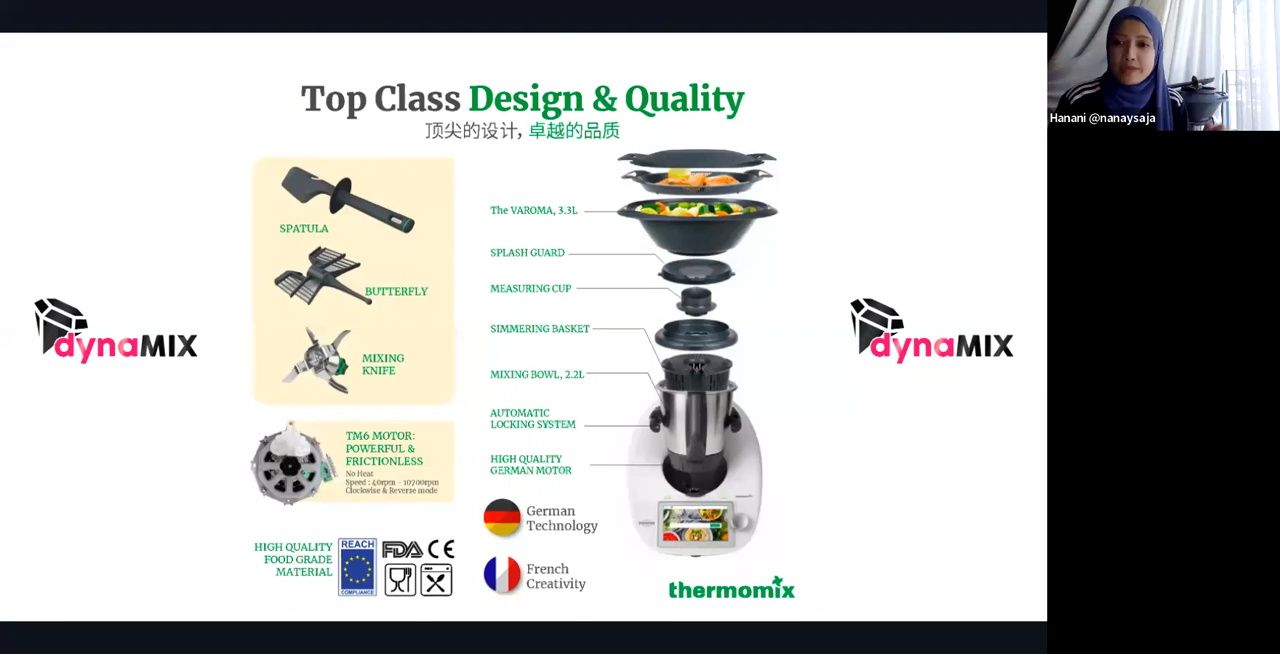 Top Class Design & Quality
顶尖的设计, 卓越的品质
SPATULA
BUTTERFLY
MIXING
KNIFE
TM6 MOTOR:
POWERFUL &
FRICTIONLESS
No Heat
Speed : 40rpm - 10700rpm
Clockwise & Reverse mode
HIGH QUALITY
FOOD GRADE
MATERIAL
REACH
COMPLIANCE
FDA CE
The VAROMA, 3.3L
SPLASH GUARD
MEASURING CUP
SIMMERING BASKET
MIXING BOWL, 2.2L
AUTOMATIC
LOCKING SYSTEM
HIGH QUALITY
GERMAN MOTOR
German
Technology
French
Creativity
thermomix
dynaMIX
dynaMIX
Hanani @nanaysaja